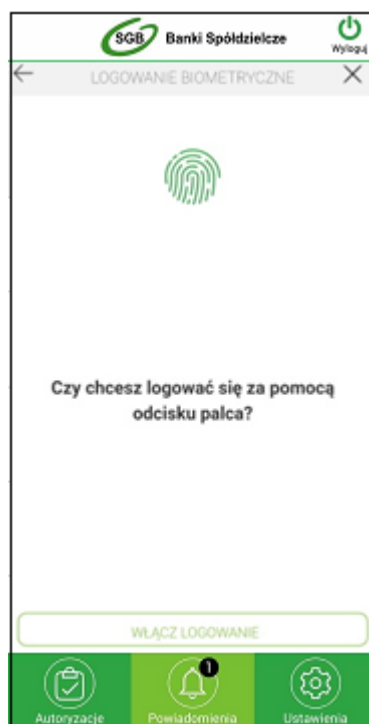 SGB Banki Spółdzielcze
Wyloguj
LOGOWANIE BIOMETRYCZNE
Czy chcesz logować się za pomocą
odcisku palca?
WŁĄCZ LOGOWANIE
1
Autoryzacje Powiadomienia Ustawienia